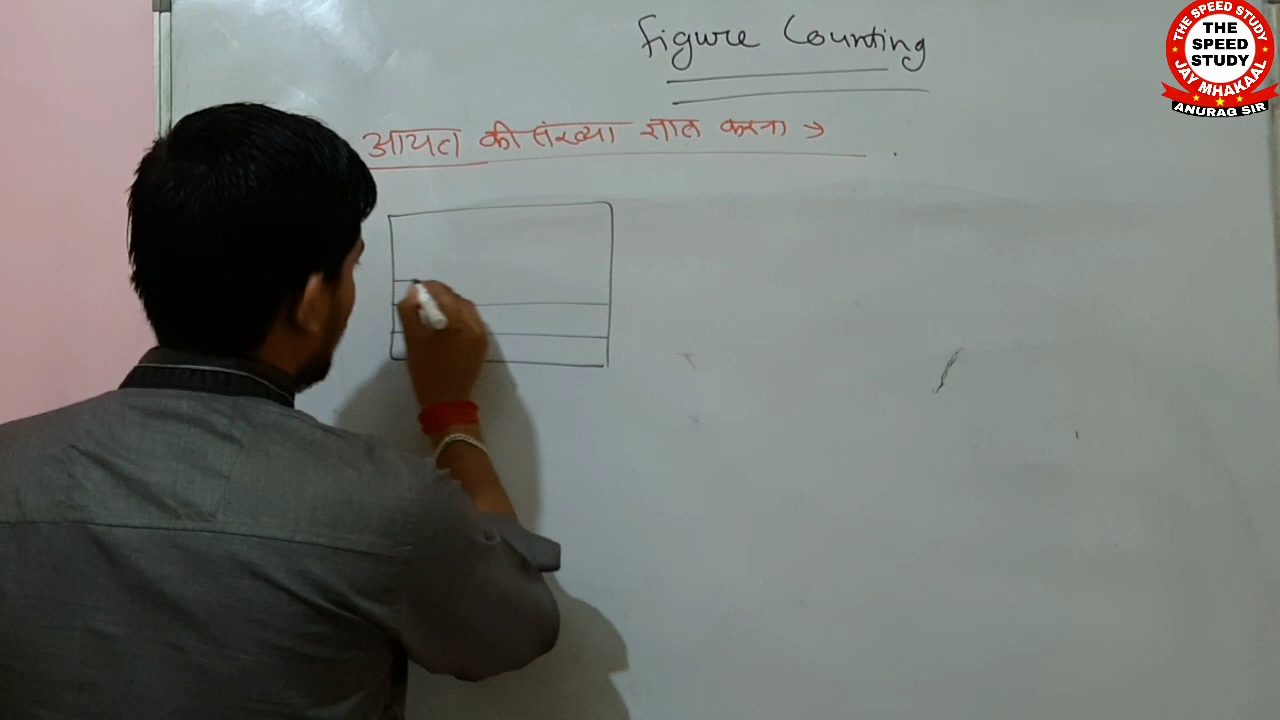 Figure Counting
आयत की संख्या ज्ञात करना →
THE SPEED STUDY
THE
SPEED
STUDY
JAY MHAKAAL
ANURAG SIR